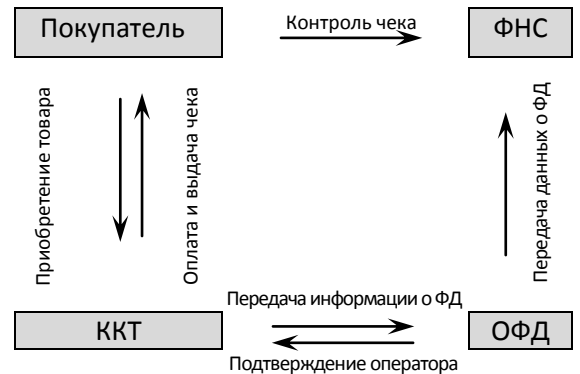 Покупатель
Контроль чека
ФНС
Приобретение товара
Оплата и выдача чека
Передача данных о ФД
Передача информации о ФД
ККТ
ОФД
Подтверждение оператора